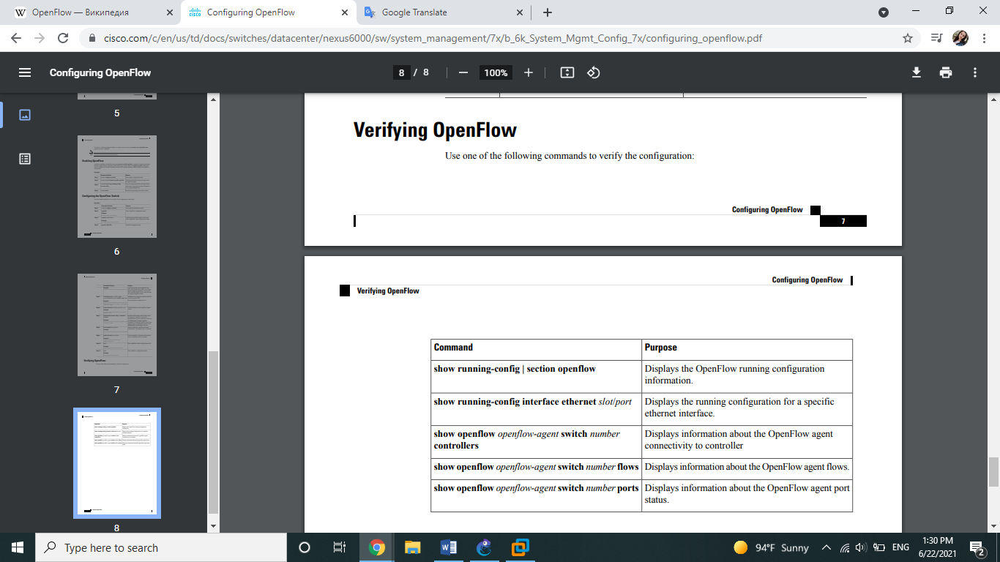 OpenFlow — Википедия
Configuring OpenFlow
Google Translate
cisco.com/c/en/us/td/docs/switches/datacenter/nexus6000/sw/system_management/7x/b_6k_System_Mgmt_Config_7x/configuring_openflow.pdf
Configuring OpenFlow
8 / 8
100%
5
6
7
8
Verifying OpenFlow
Use one of the following commands to verify the configuration:
Configuring OpenFlow
7
Configuring OpenFlow
Verifying OpenFlow
Command Purpose
show running-config | section openflow Displays the OpenFlow running configuration
information.
show running-config interface ethernet slot/port Displays the running configuration for a specific
ethernet interface.
show openflow openflow-agent switch number Displays information about the OpenFlow agent
controllers connectivity to controller
show openflow openflow-agent switch number flows Displays information about the OpenFlow agent flows.
show openflow openflow-agent switch number ports Displays information about the OpenFlow agent port
status.
Type here to search
94°F Sunny
ENG
1:30 PM
6/22/2021
2